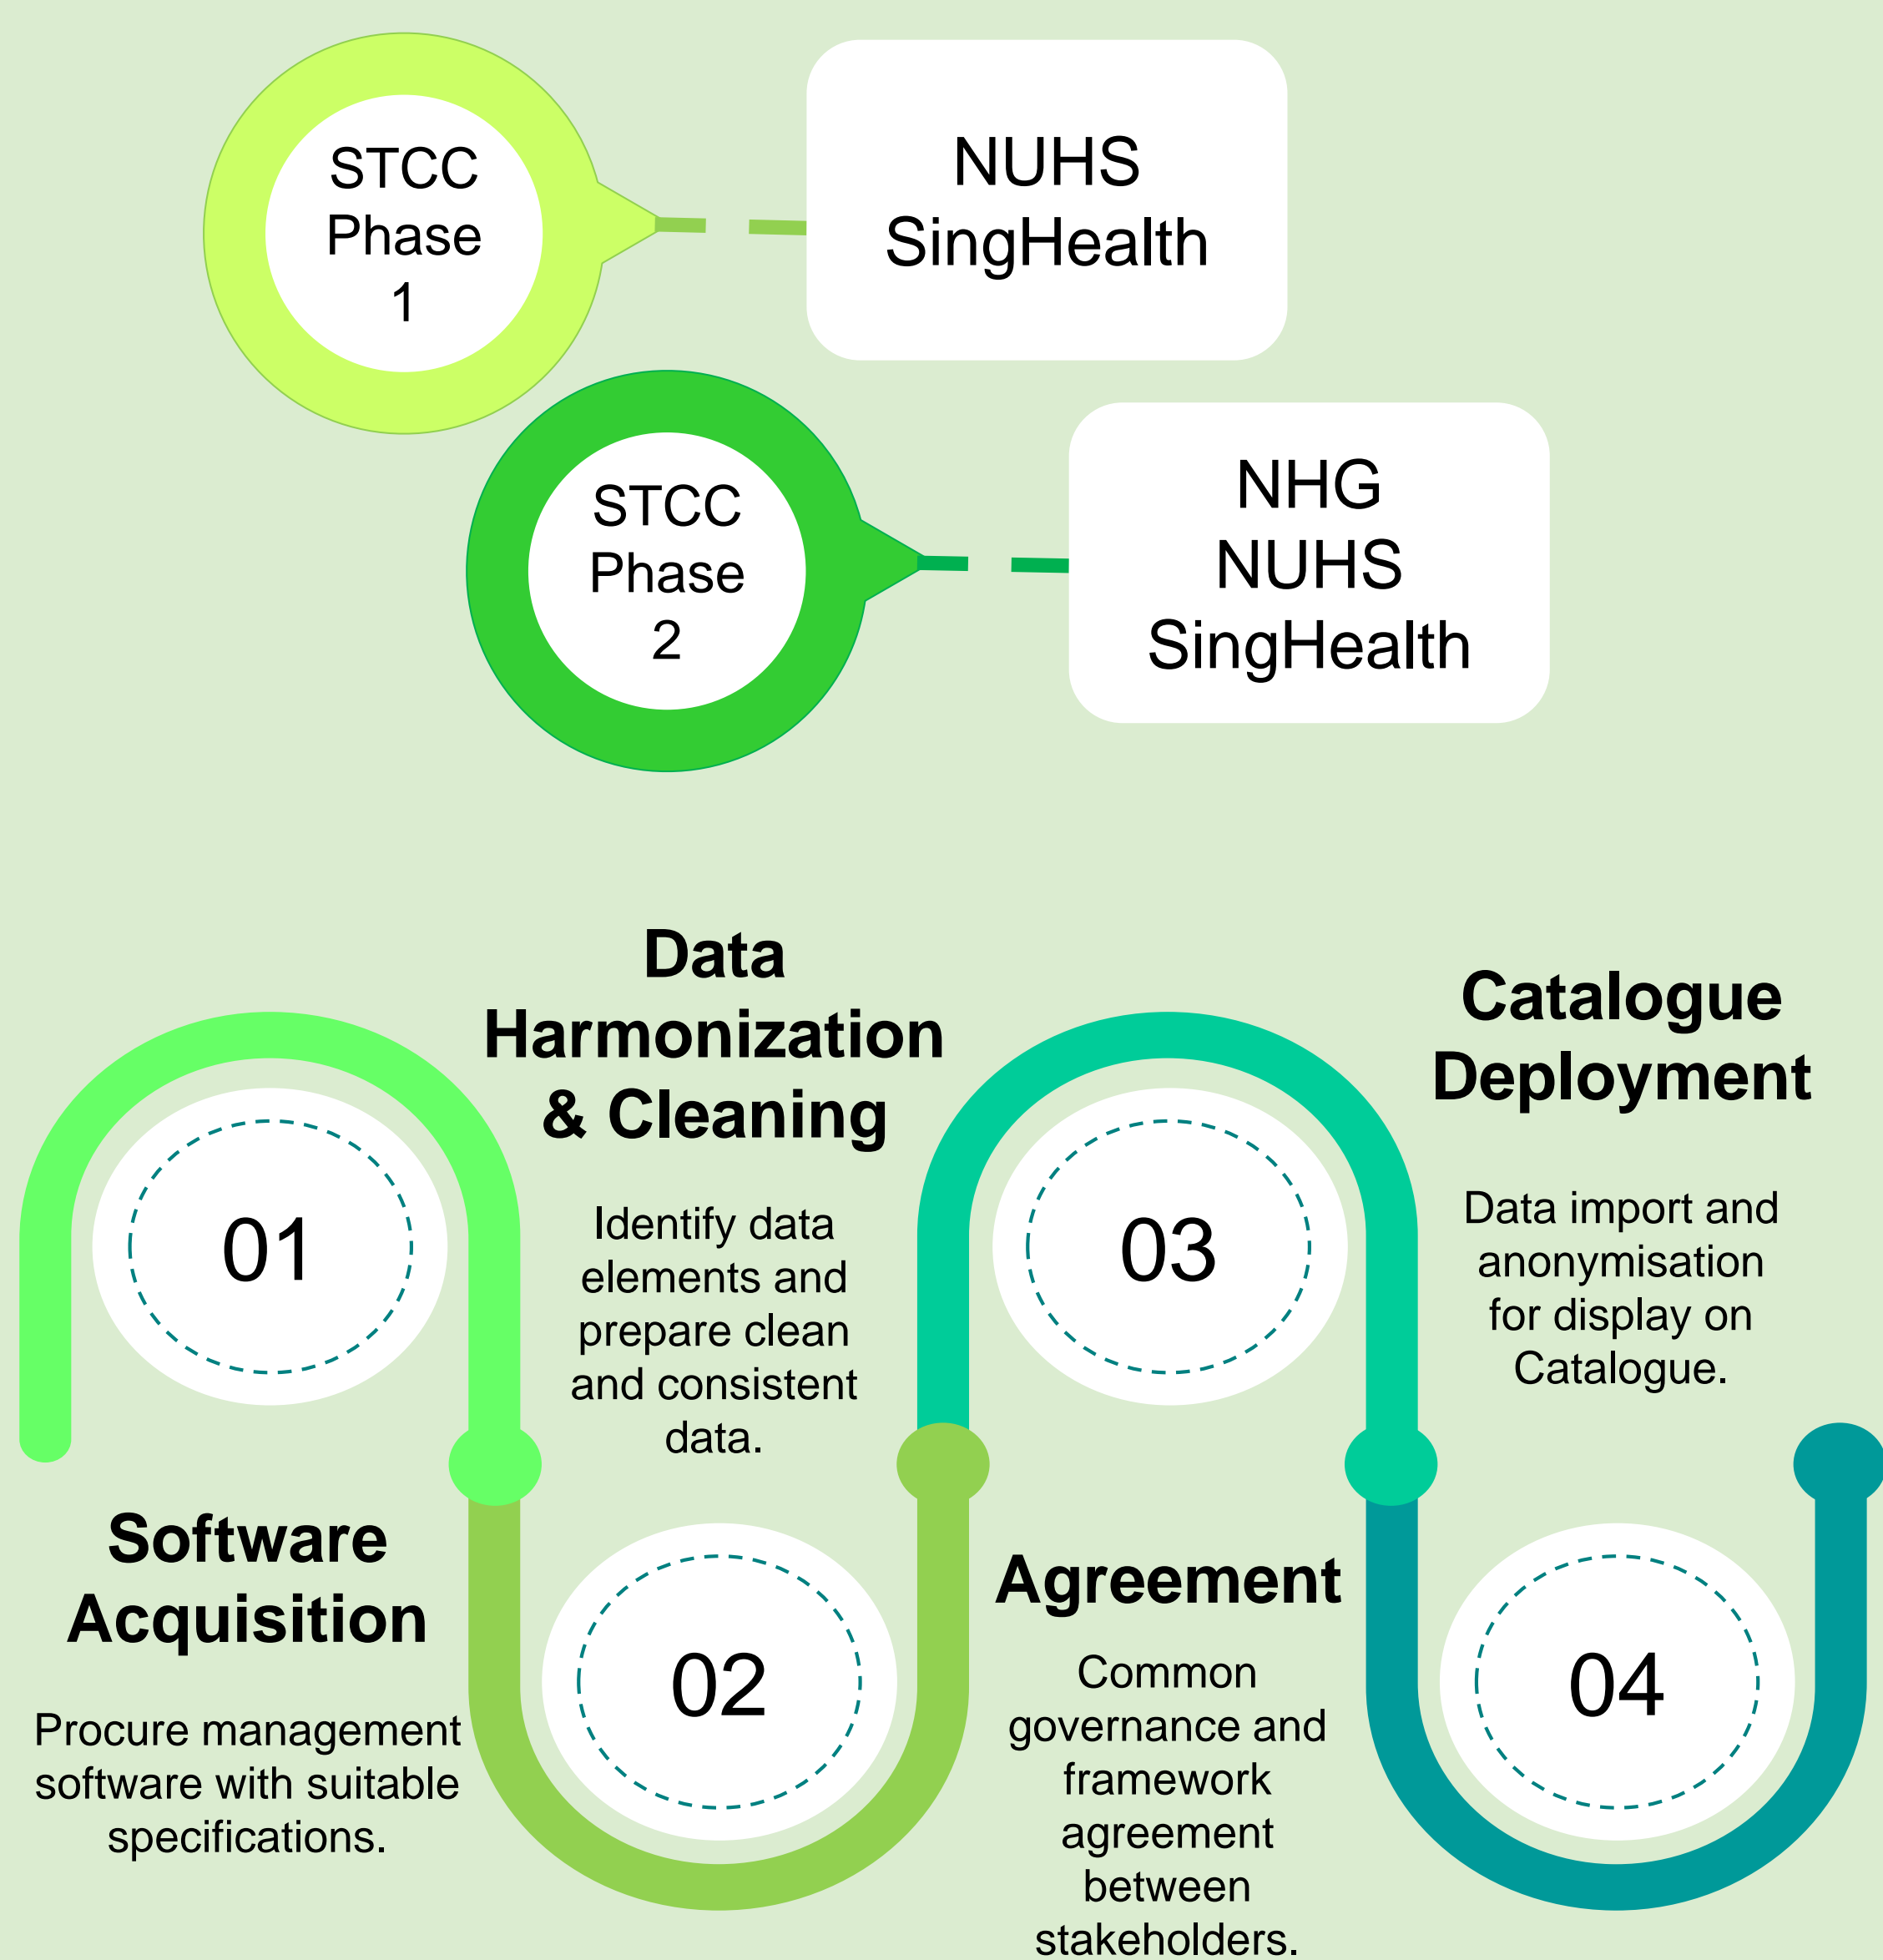 STCC
Phase
1
NUHS
SingHealth
STCC
Phase
2
NHG
NUHS
SingHealth
01
Software
Acquisition
Procure management
software with suitable
specifications.
Data
Harmonization
& Cleaning
Identify data
elements and
prepare clean
and consistent
data.
02
03
Agreement
Common
governance and
framework
agreement
between
stakeholders.
Catalogue
Deployment
Data import and
anonymisation
for display on
Catalogue.
04